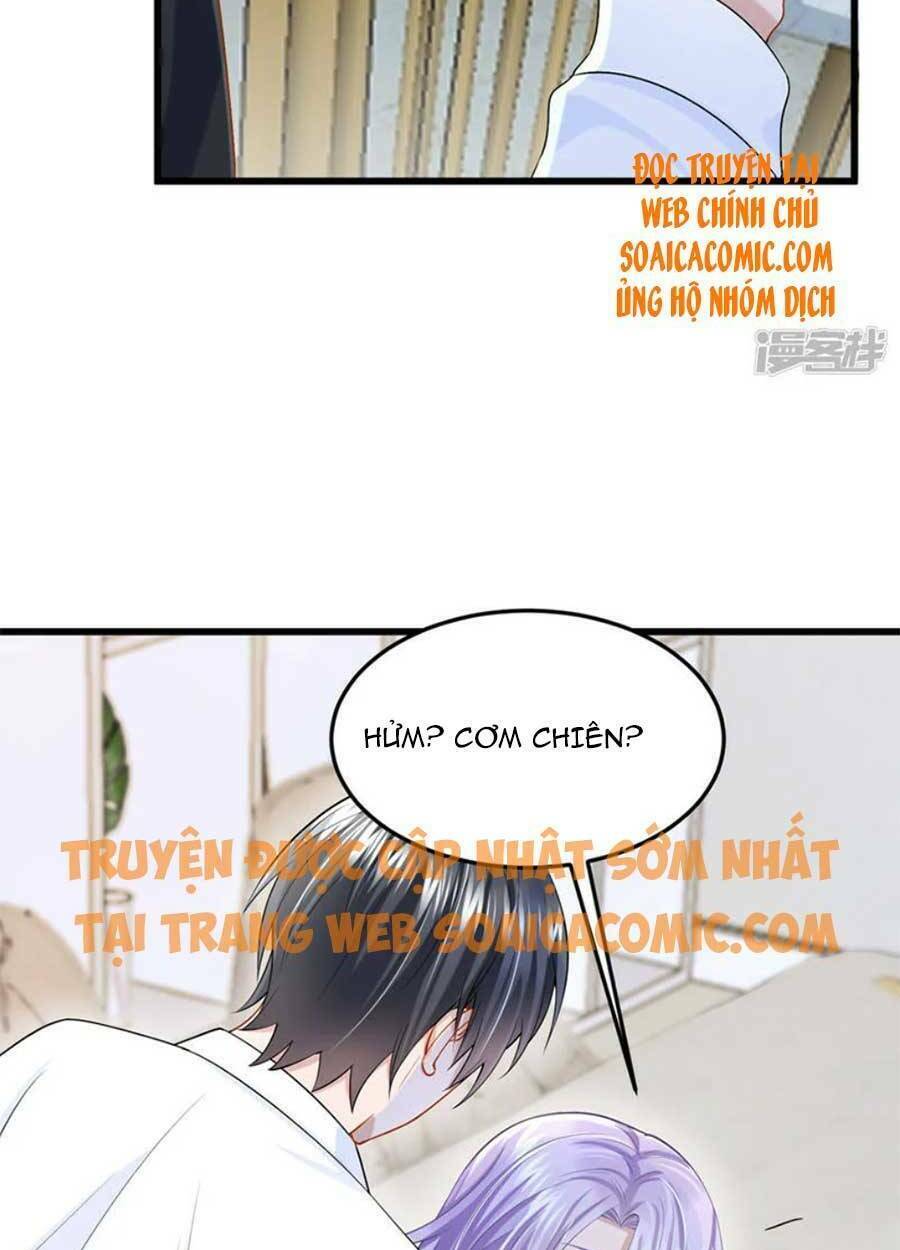 ĐỌC TRUYỆN TẠI
WEB CHÍNH CHỦ
SOAICACOMIC.COM
ỦNG HỘ NHÓM DỊCH
漫客栈
HỬM? CƠM CHIÊN?
TRUYỆN ĐƯỢC CẬP NHẬT SỚM NHẤT
TẠI TRANG WEB SOAICACOMIC.COM